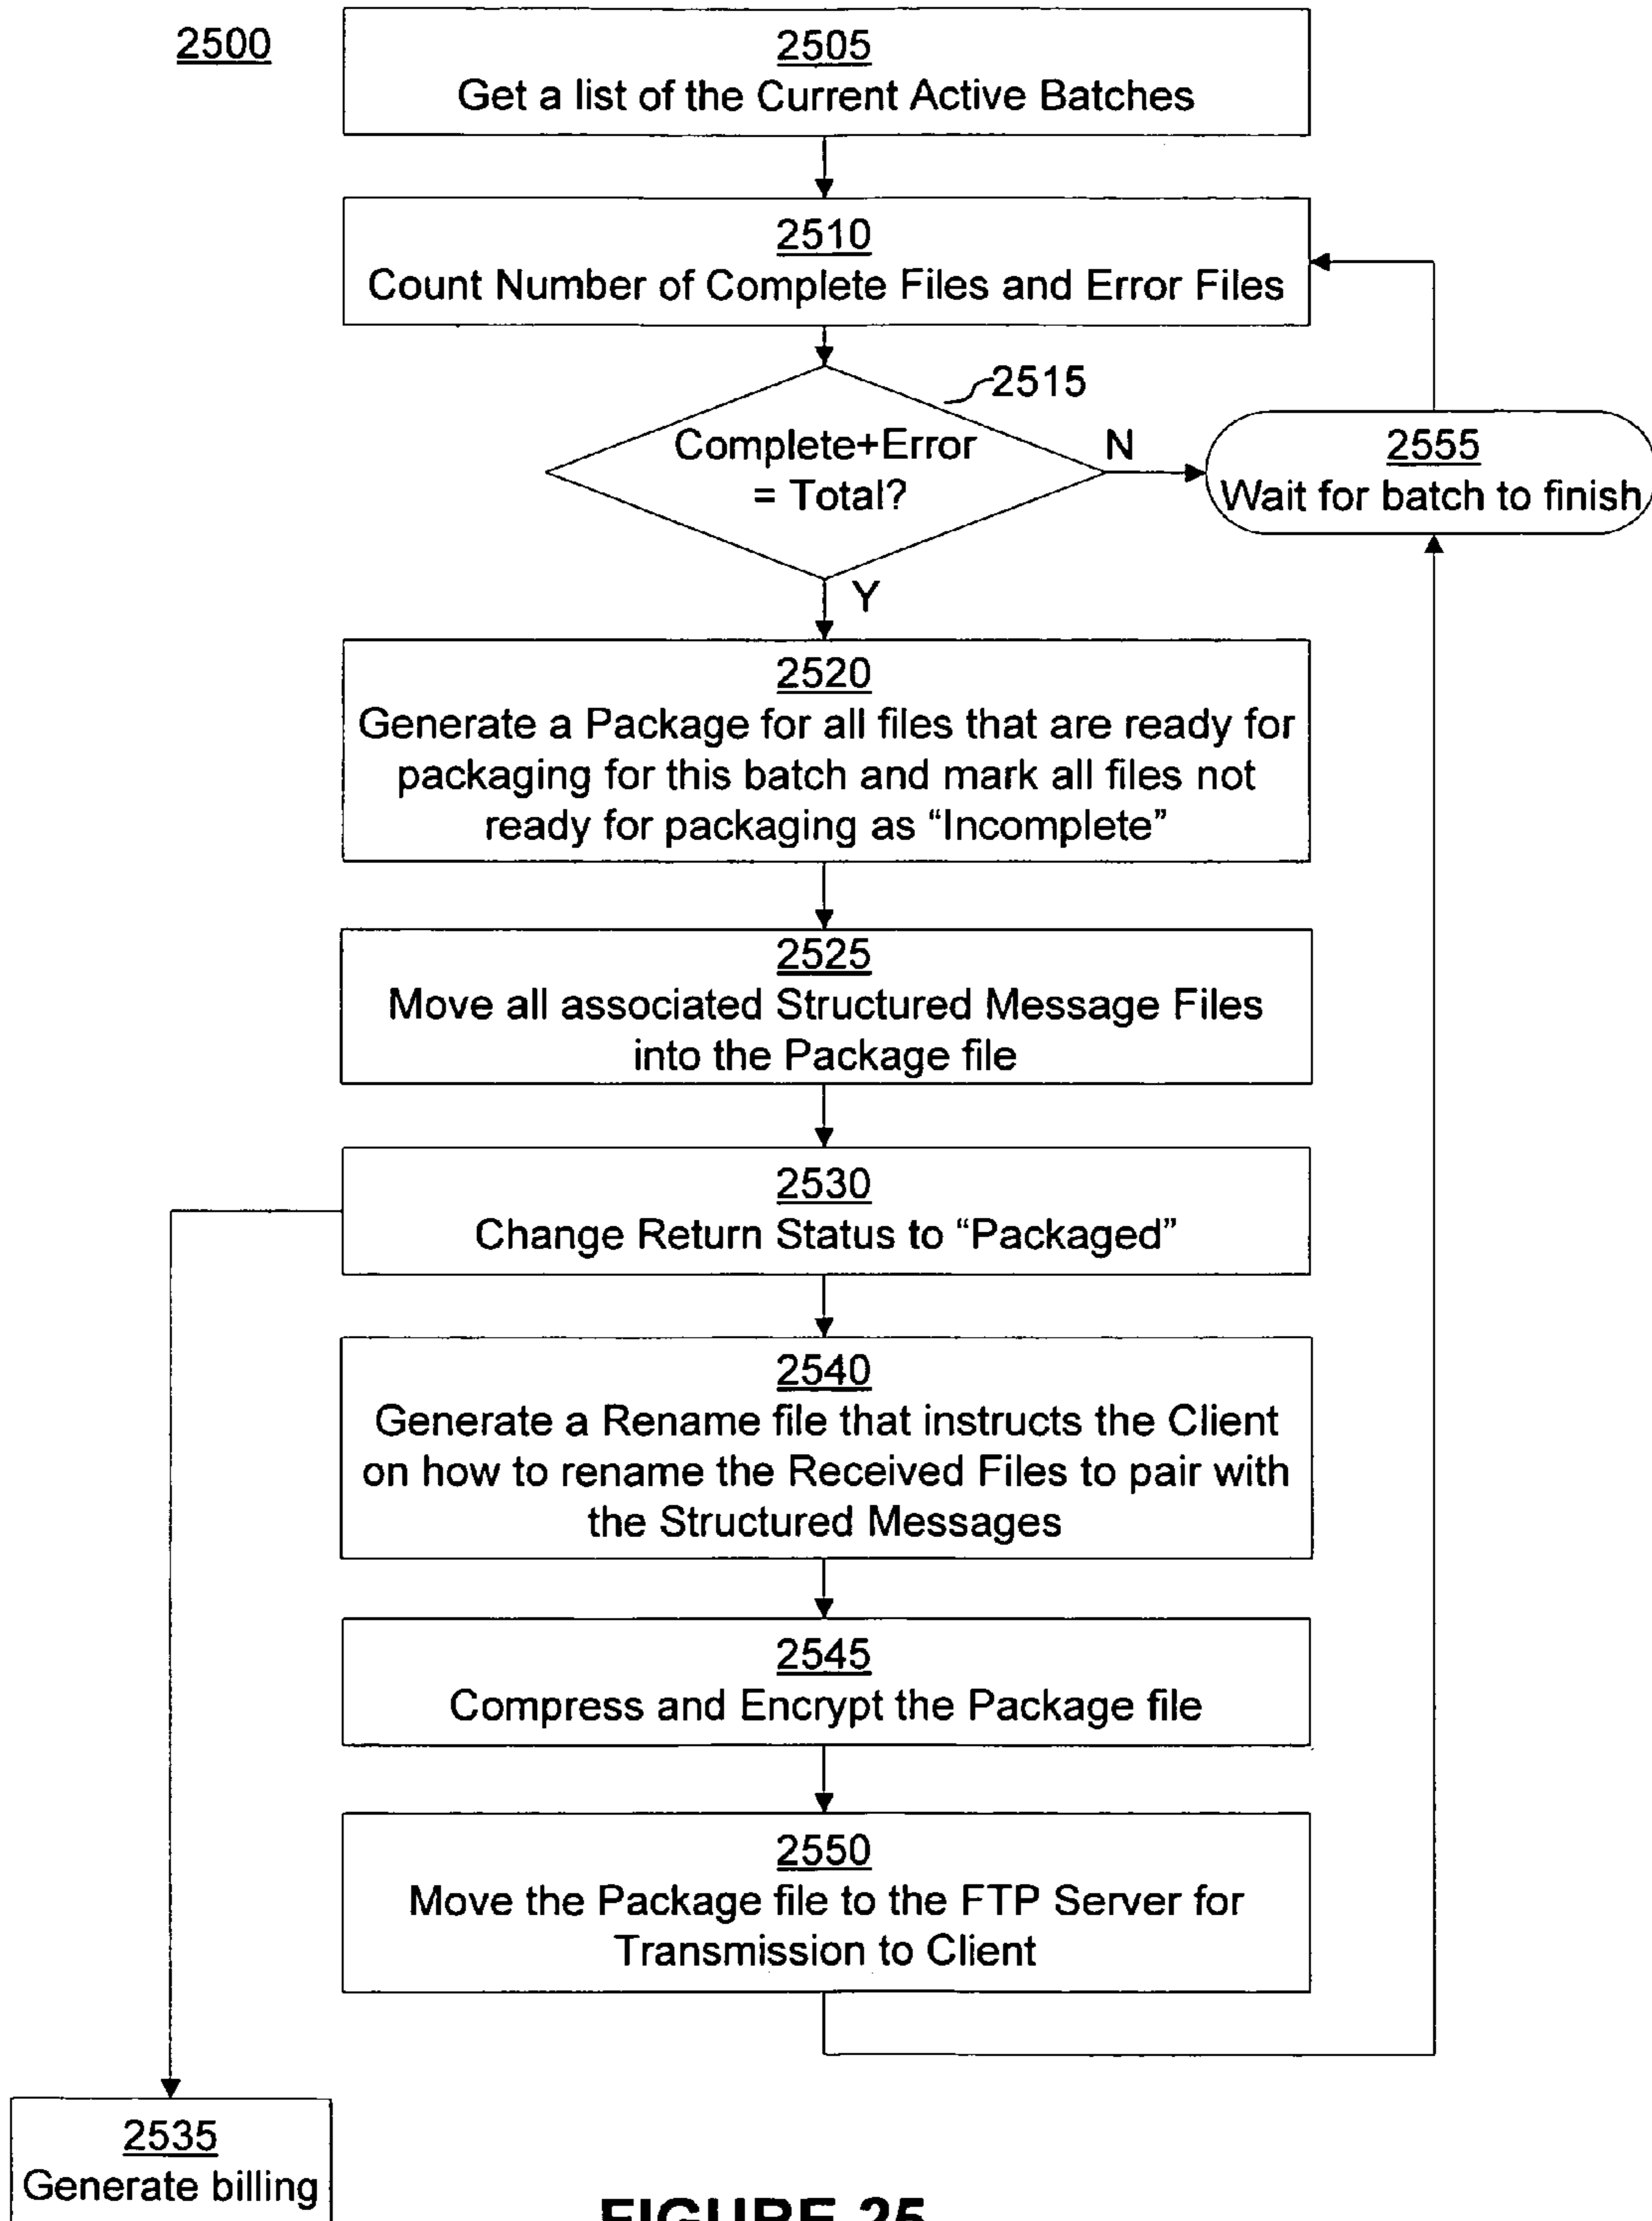 2500
2505
Get a list of the Current Active Batches
2510
Count Number of Complete Files and Error Files
2515
Complete+Error
= Total?
N
2555
Wait for batch to finish
Y
2520
Generate a Package for all files that are ready for
packaging for this batch and mark all files not
ready for packaging as “Incomplete”
2525
Move all associated Structured Message Files
into the Package file
2530
Change Return Status to “Packaged”
2540
Generate a Rename file that instructs the Client
on how to rename the Received Files to pair with
the Structured Messages
2545
Compress and Encrypt the Package file
2550
Move the Package file to the FTP Server for
Transmission to Client
2535
Generate billing
FIGURE 25